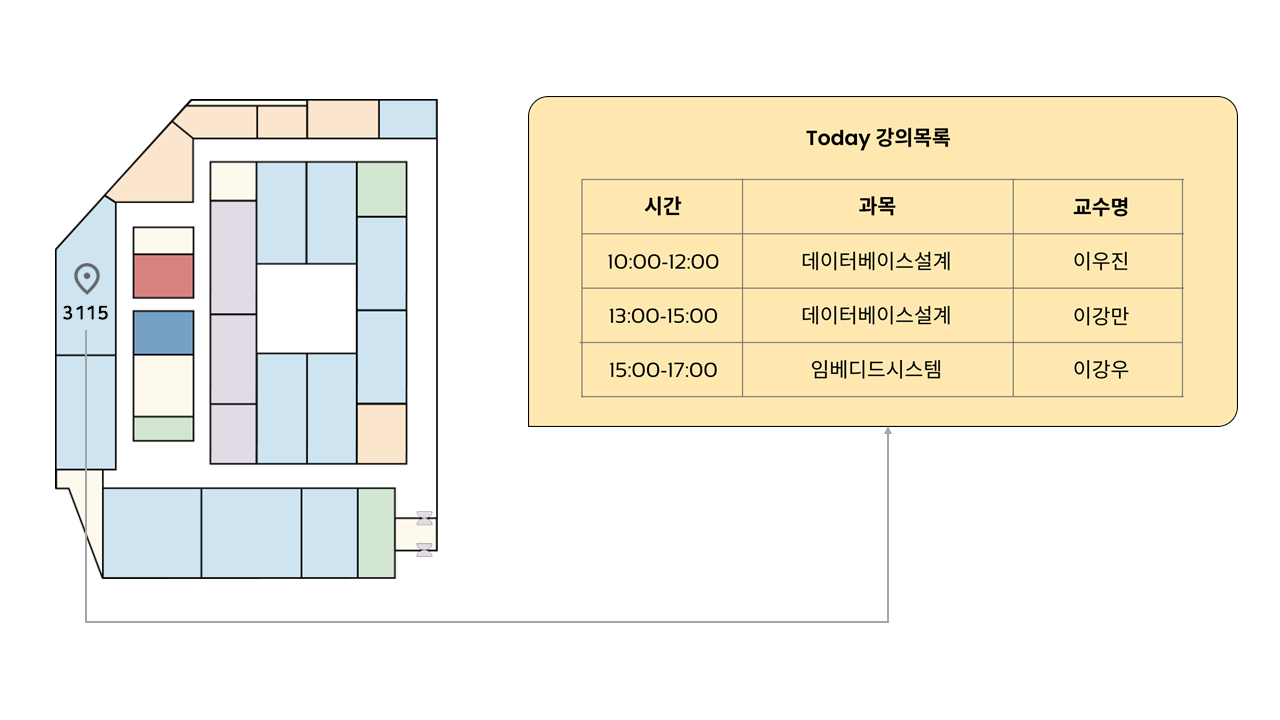 3115
Today 강의목록
시간 과목 교수명
10:00-12:00 데이터베이스설계 이우진
13:00-15:00 데이터베이스설계 이강만
15:00-17:00 임베디드시스템 이강우